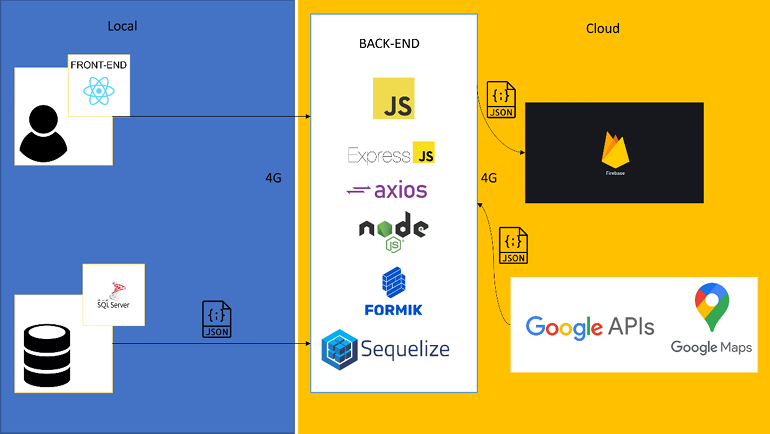 Local
BACK-END
Cloud
FRONT-END
JS
{;}
JSON
Firebase
Express JS
4G
4G
axios
node
JS
{;}
JSON
SQL Server
FORMIK
{;}
JSON
Sequelize
Google APIs
Google Maps